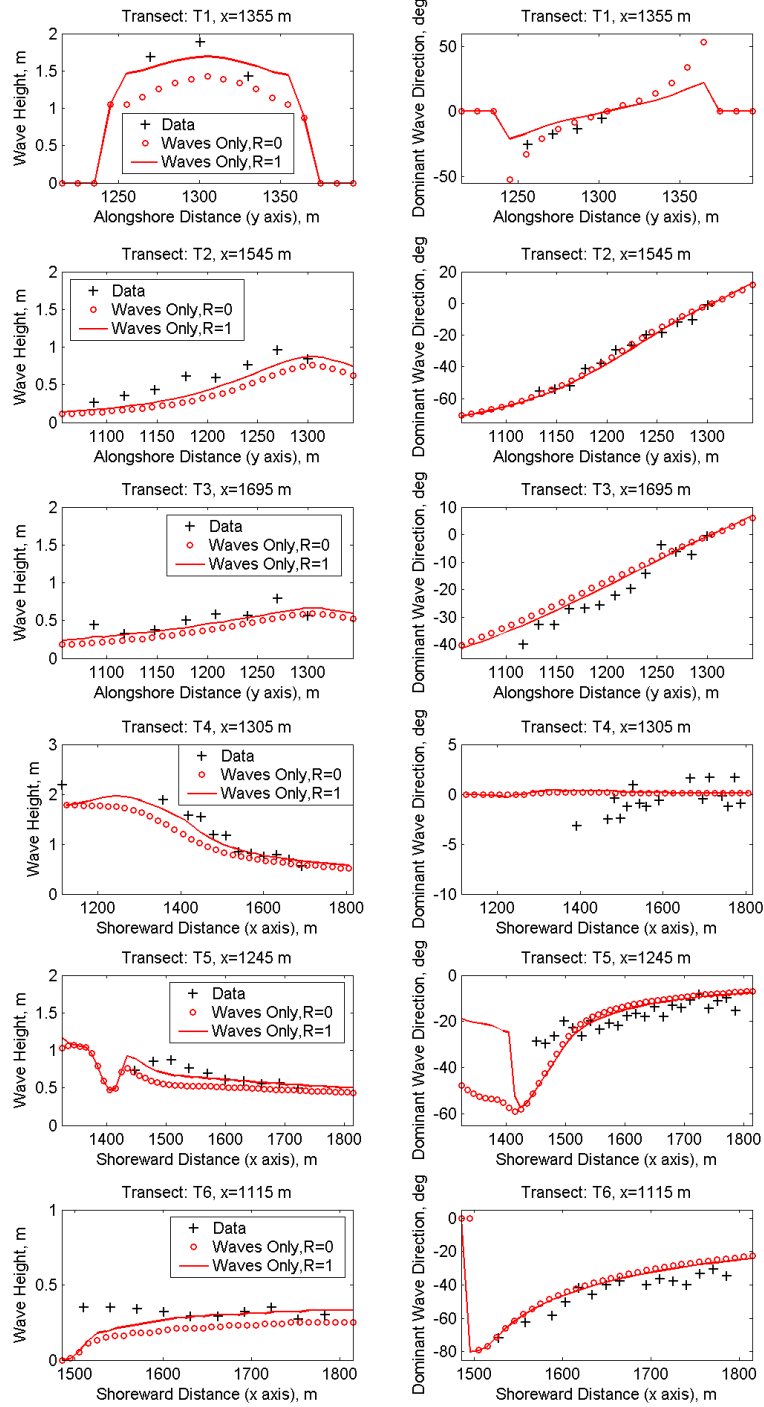 Transect: T1, x=1355 m
Wave Height, m
2
1.5
1
0.5
0
Data
Waves Only,R=0
Waves Only,R=1
1250 1300 1350
Alongshore Distance (y axis), m
Transect: T1, x=1355 m
Dominant Wave Direction, deg
50
0
-50
1250 1300 1350
Alongshore Distance (y axis), m
Transect: T2, x=1545 m
Wave Height, m
2
1.5
1
0.5
0
Data
Waves Only,R=0
Waves Only,R=1
1100 1150 1200 1250 1300
Alongshore Distance (y axis), m
Transect: T2, x=1545 m
Dominant Wave Direction, deg
20
0
-20
-40
-60
1100 1150 1200 1250 1300
Alongshore Distance (y axis), m
Transect: T3, x=1695 m
Wave Height, m
2
1.5
1
0.5
0
Data
Waves Only,R=0
Waves Only,R=1
1100 1150 1200 1250 1300
Alongshore Distance (y axis), m
Transect: T3, x=1695 m
Dominant Wave Direction, deg
10
0
-10
-20
-30
-40
1100 1150 1200 1250 1300
Alongshore Distance (y axis), m
Transect: T4, x=1305 m
Wave Height, m
3
2
1
0
Data
Waves Only,R=0
Waves Only,R=1
1200 1400 1600 1800
Shoreward Distance (x axis), m
Transect: T4, x=1305 m
Dominant Wave Direction, deg
5
0
-5
-10
1200 1400 1600 1800
Shoreward Distance (x axis), m
Transect: T5, x=1245 m
Wave Height, m
2
1.5
1
0.5
0
Data
Waves Only,R=0
Waves Only,R=1
1400 1500 1600 1700 1800
Shoreward Distance (x axis), m
Transect: T5, x=1245 m
Dominant Wave Direction, deg
0
-20
-40
-60
1400 1500 1600 1700 1800
Shoreward Distance (x axis), m
Transect: T6, x=1115 m
Wave Height, m
1
0.5
0
Data
Waves Only,R=0
Waves Only,R=1
1500 1600 1700 1800
Shoreward Distance (x axis), m
Transect: T6, x=1115 m
Dominant Wave Direction, deg
0
-20
-40
-60
-80
1500 1600 1700 1800
Shoreward Distance (x axis), m